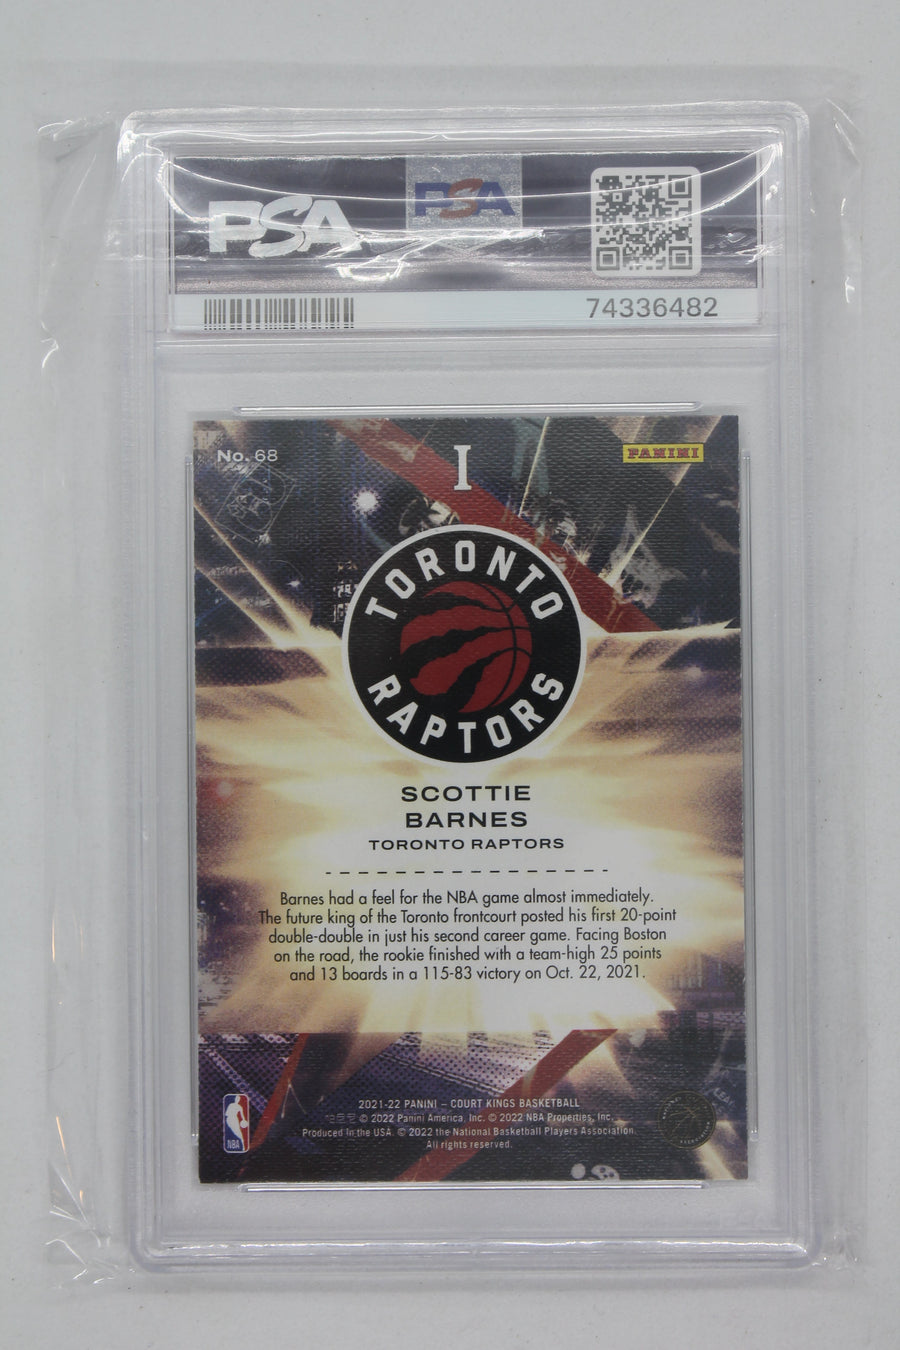 PSA
PSA
74336482
No. 68
I
PANINI
TORONTO
RAPTORS
SCOTTIE
BARNES
TORONTO RAPTORS
Barnes had a feel for the NBA game almost immediately.
The future king of the Toronto frontcourt posted his first 20-point
double-double in just his second career game. Facing Boston
on the road, the rookie finished with a team-high 25 points
and 13 boards in a 115-83 victory on Oct. 22, 2021.
2021-22 PANINI – COURT KINGS BASKETBALL
© 2022 Panini America, Inc. © 2022 NBA Properties, Inc.
Produced in the USA. © 2022 the National Basketball Players Association.
All rights reserved.
NBA